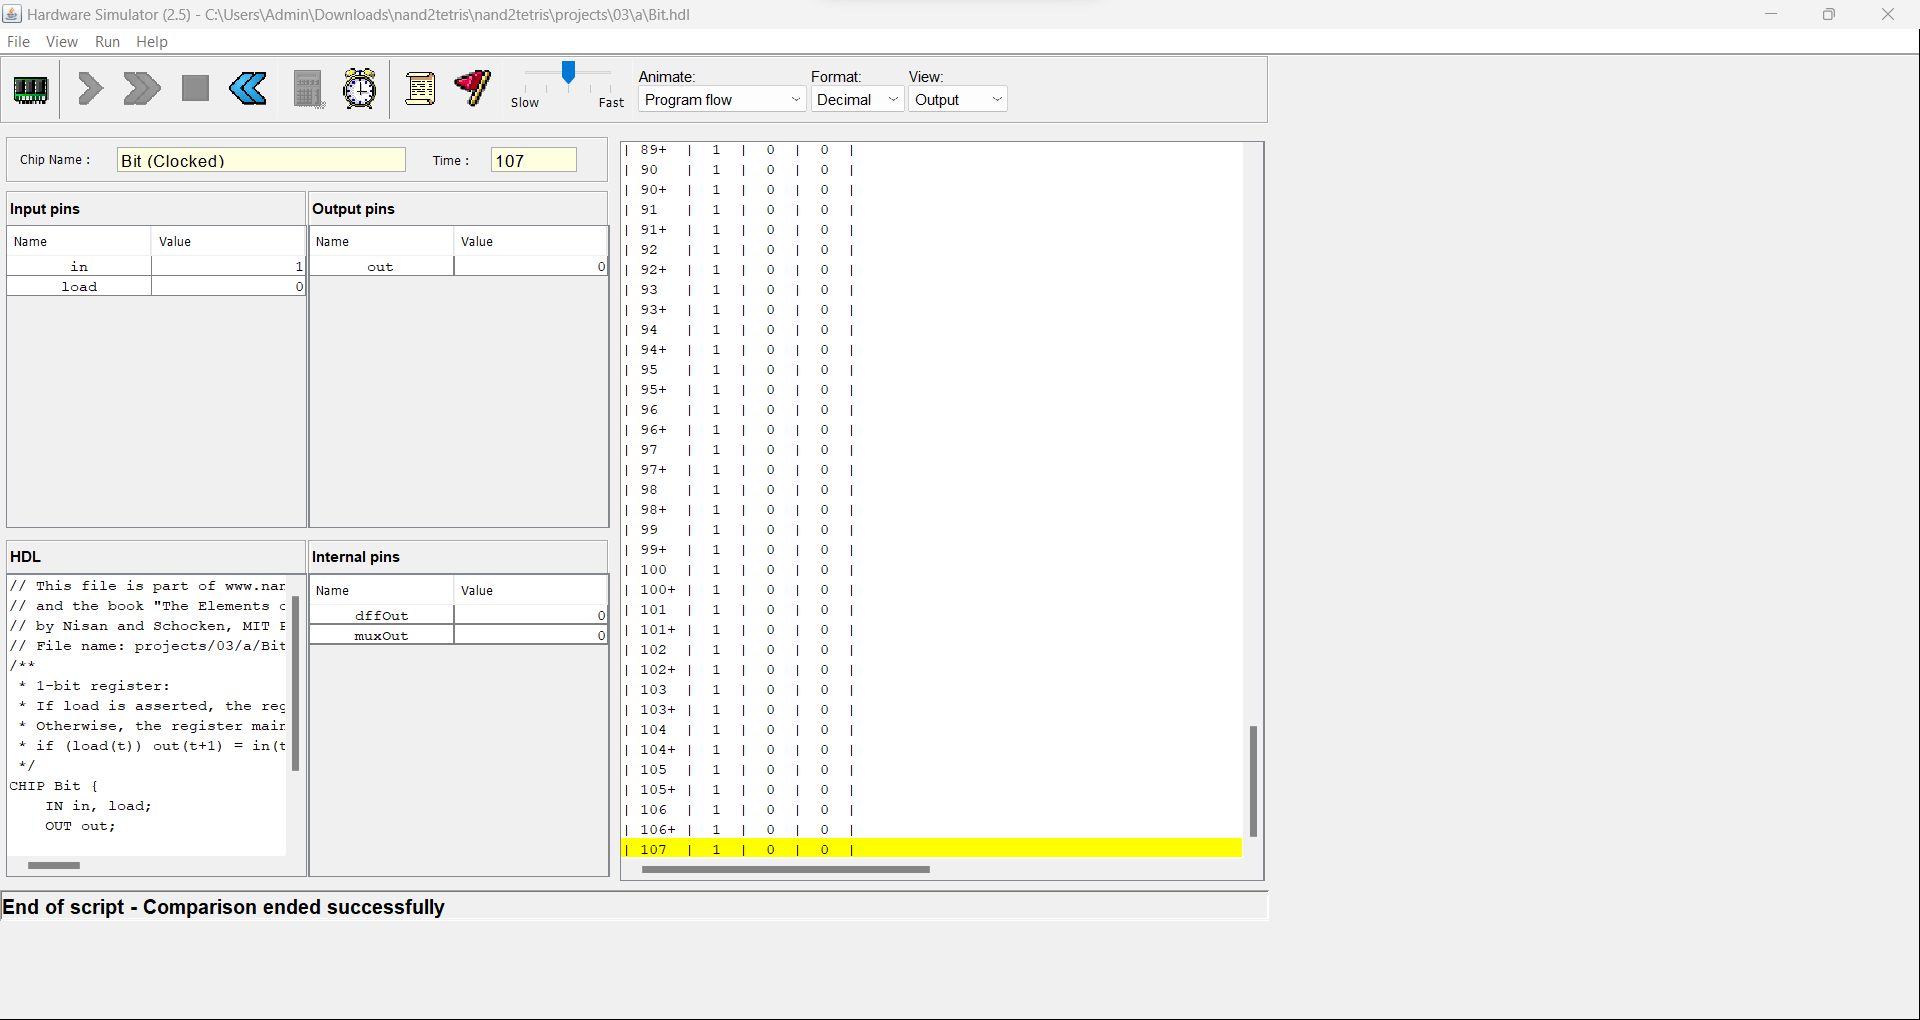 Hardware Simulator (2.5) - C:\Users\Admin\Downloads\nand2tetris\nand2tetris\projects\03\a\Bit.hdl
File View Run Help
Slow Fast
Animate: Format: View:
Program flow Decimal Output
Chip Name : Bit (Clocked) Time : 107
Input pins
Name Value
in 1
load 0
Output pins
Name Value
out 0
HDL
// This file is part of www.nan
// and the book "The Elements o
// by Nisan and Schocken, MIT P
// File name: projects/03/a/Bit
/**
* 1-bit register:
* If load is asserted, the reg
* Otherwise, the register main
* if (load(t)) out(t+1) = in(t
*/
CHIP Bit {
IN in, load;
OUT out;
Internal pins
Name Value
dffOut 0
muxOut 0
| 89+ | 1 | 0 | 0 |
| 90 | 1 | 0 | 0 |
| 90+ | 1 | 0 | 0 |
| 91 | 1 | 0 | 0 |
| 91+ | 1 | 0 | 0 |
| 92 | 1 | 0 | 0 |
| 92+ | 1 | 0 | 0 |
| 93 | 1 | 0 | 0 |
| 93+ | 1 | 0 | 0 |
| 94 | 1 | 0 | 0 |
| 94+ | 1 | 0 | 0 |
| 95 | 1 | 0 | 0 |
| 95+ | 1 | 0 | 0 |
| 96 | 1 | 0 | 0 |
| 96+ | 1 | 0 | 0 |
| 97 | 1 | 0 | 0 |
| 97+ | 1 | 0 | 0 |
| 98 | 1 | 0 | 0 |
| 98+ | 1 | 0 | 0 |
| 99 | 1 | 0 | 0 |
| 99+ | 1 | 0 | 0 |
| 100 | 1 | 0 | 0 |
| 100+ | 1 | 0 | 0 |
| 101 | 1 | 0 | 0 |
| 101+ | 1 | 0 | 0 |
| 102 | 1 | 0 | 0 |
| 102+ | 1 | 0 | 0 |
| 103 | 1 | 0 | 0 |
| 103+ | 1 | 0 | 0 |
| 104 | 1 | 0 | 0 |
| 104+ | 1 | 0 | 0 |
| 105 | 1 | 0 | 0 |
| 105+ | 1 | 0 | 0 |
| 106 | 1 | 0 | 0 |
| 106+ | 1 | 0 | 0 |
| 107 | 1 | 0 | 0 |
End of script - Comparison ended successfully